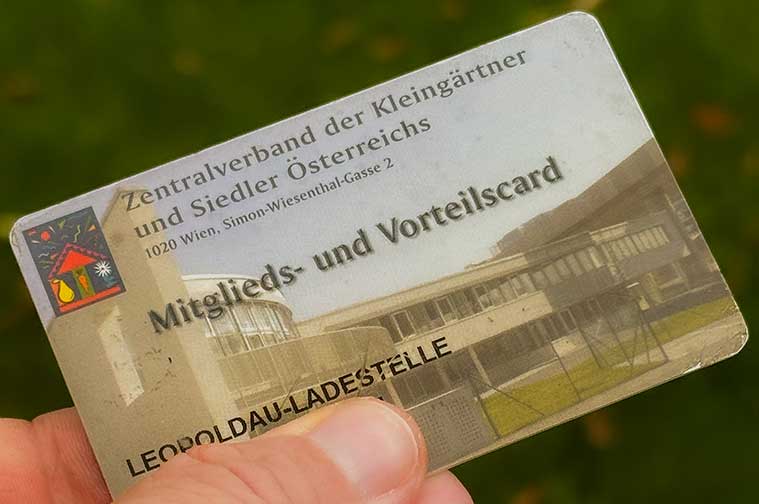 Zentralverband der Kleingärtner
und Siedler Österreichs
1020 Wien, Simon-Wiesenthal-Gasse 2
Mitglieds- und Vorteilscard
LEOPOLDAU-LADESTELLE